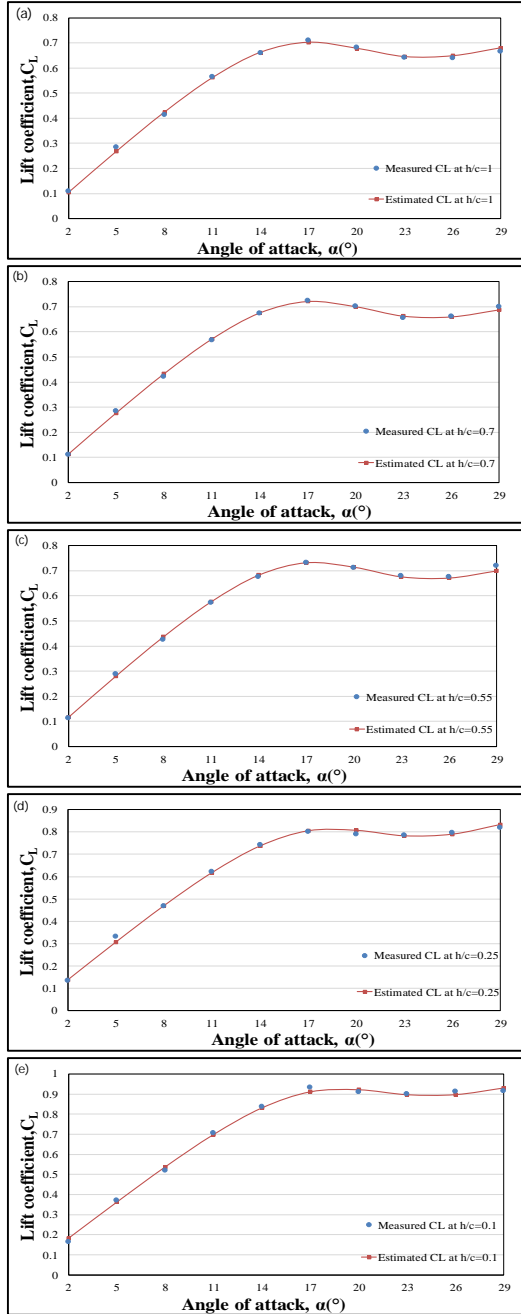 (a)
0.8
0.7
0.6
0.5
0.4
0.3
0.2
0.1
0
Lift coefficient,CL
Measured CL at h/c=1
Estimated CL at h/c=1
2 5 8 11 14 17 20 23 26 29
Angle of attack, α(°)
(b)
0.8
0.7
0.6
0.5
0.4
0.3
0.2
0.1
0
Lift coefficient,CL
Measured CL at h/c=0.7
Estimated CL at h/c=0.7
2 5 8 11 14 17 20 23 26 29
Angle of attack, α(°)
(c)
0.8
0.7
0.6
0.5
0.4
0.3
0.2
0.1
0
Lift coefficient,CL
Measured CL at h/c=0.55
Estimated CL at h/c=0.55
2 5 8 11 14 17 20 23 26 29
Angle of attack, α(°)
(d)
0.9
0.8
0.7
0.6
0.5
0.4
0.3
0.2
0.1
0
Lift coefficient,CL
Measured CL at h/c=0.25
Estimated CL at h/c=0.25
2 5 8 11 14 17 20 23 26 29
Angle of attack, α(°)
(e)
1
0.9
0.8
0.7
0.6
0.5
0.4
0.3
0.2
0.1
0
Lift coefficient,CL
Measured CL at h/c=0.1
Estimated CL at h/c=0.1
2 5 8 11 14 17 20 23 26 29
Angle of attack, α(°)